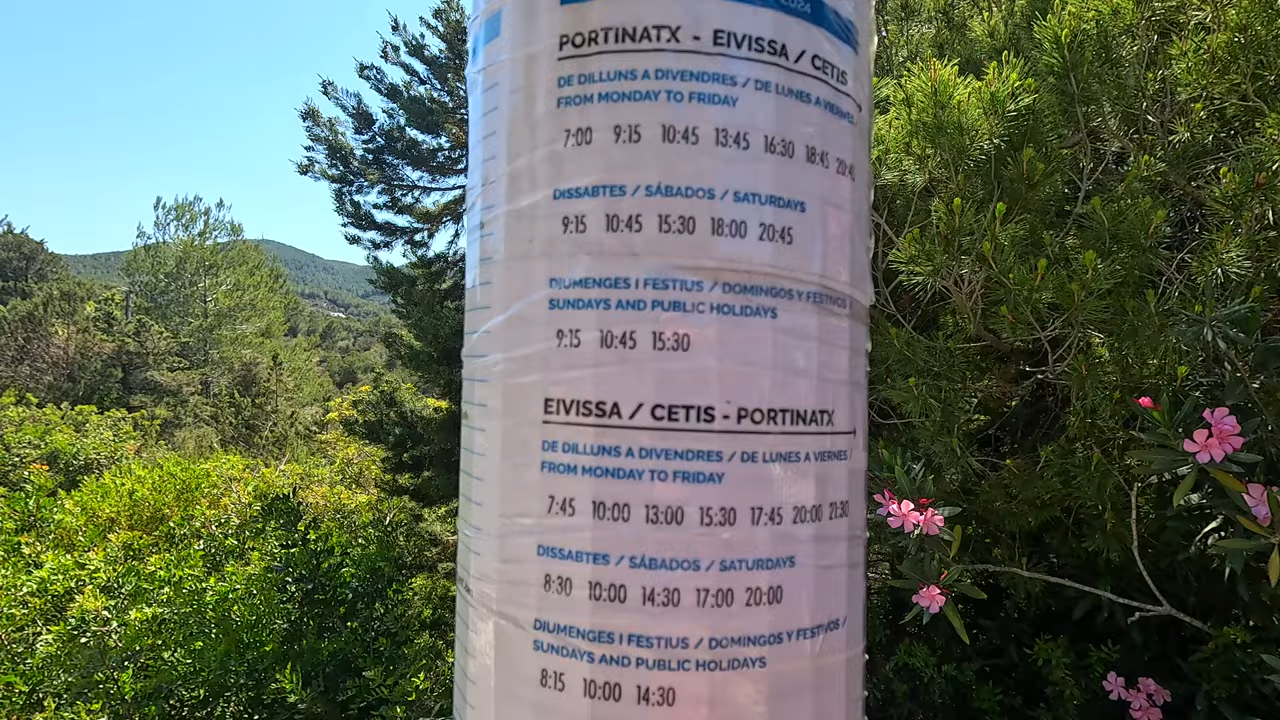 2024
PORTINATX - EIVISSA / CETIS
DE DILLUNS A DIVENDRES / DE LUNES A VIERNES
FROM MONDAY TO FRIDAY
7:00 9:15 10:45 13:45 16:30 18:45
DISSABTES / SÁBADOS / SATURDAYS
9:15 10:45 15:30 18:00 20:45
DIUMENGES I FESTIUS / DOMINGOS Y FESTIVOS /
SUNDAYS AND PUBLIC HOLIDAYS
9:15 10:45 15:30
EIVISSA / CETIS - PORTINATX
DE DILLUNS A DIVENDRES / DE LUNES A VIERNES /
FROM MONDAY TO FRIDAY
7:45 10:00 13:00 15:30 17:45 20:00 21:30
DISSABTES / SÁBADOS / SATURDAYS
8:30 10:00 14:30 17:00 20:00
DIUMENGES I FESTIUS / DOMINGOS Y FESTIVOS /
SUNDAYS AND PUBLIC HOLIDAYS
8:15 10:00 14:30